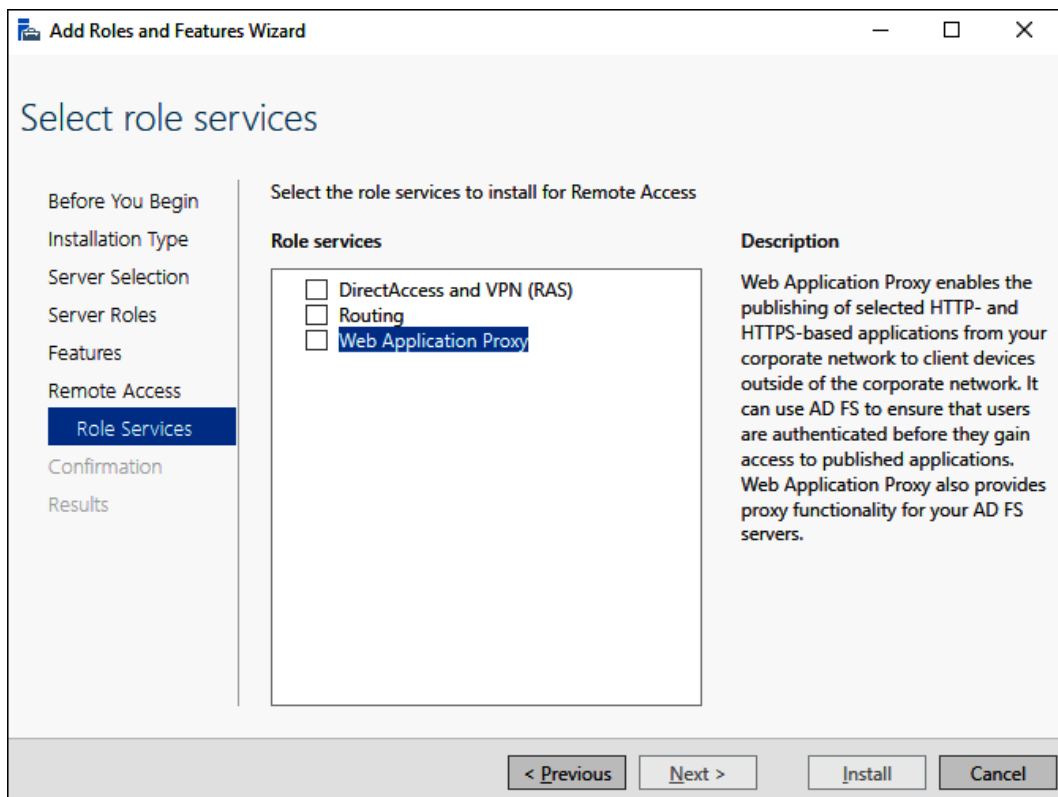 Add Roles and Features Wizard
Select role services
Before You Begin
Installation Type
Server Selection
Server Roles
Features
Remote Access
Role Services
Confirmation
Results
Select the role services to install for Remote Access
Role services
DirectAccess and VPN (RAS)
Routing
Web Application Proxy
Description
Web Application Proxy enables the
publishing of selected HTTP- and
HTTPS-based applications from your
corporate network to client devices
outside of the corporate network. It
can use AD FS to ensure that users
are authenticated before they gain
access to published applications.
Web Application Proxy also provides
proxy functionality for your AD FS
servers.
< Previous
Next >
Install
Cancel